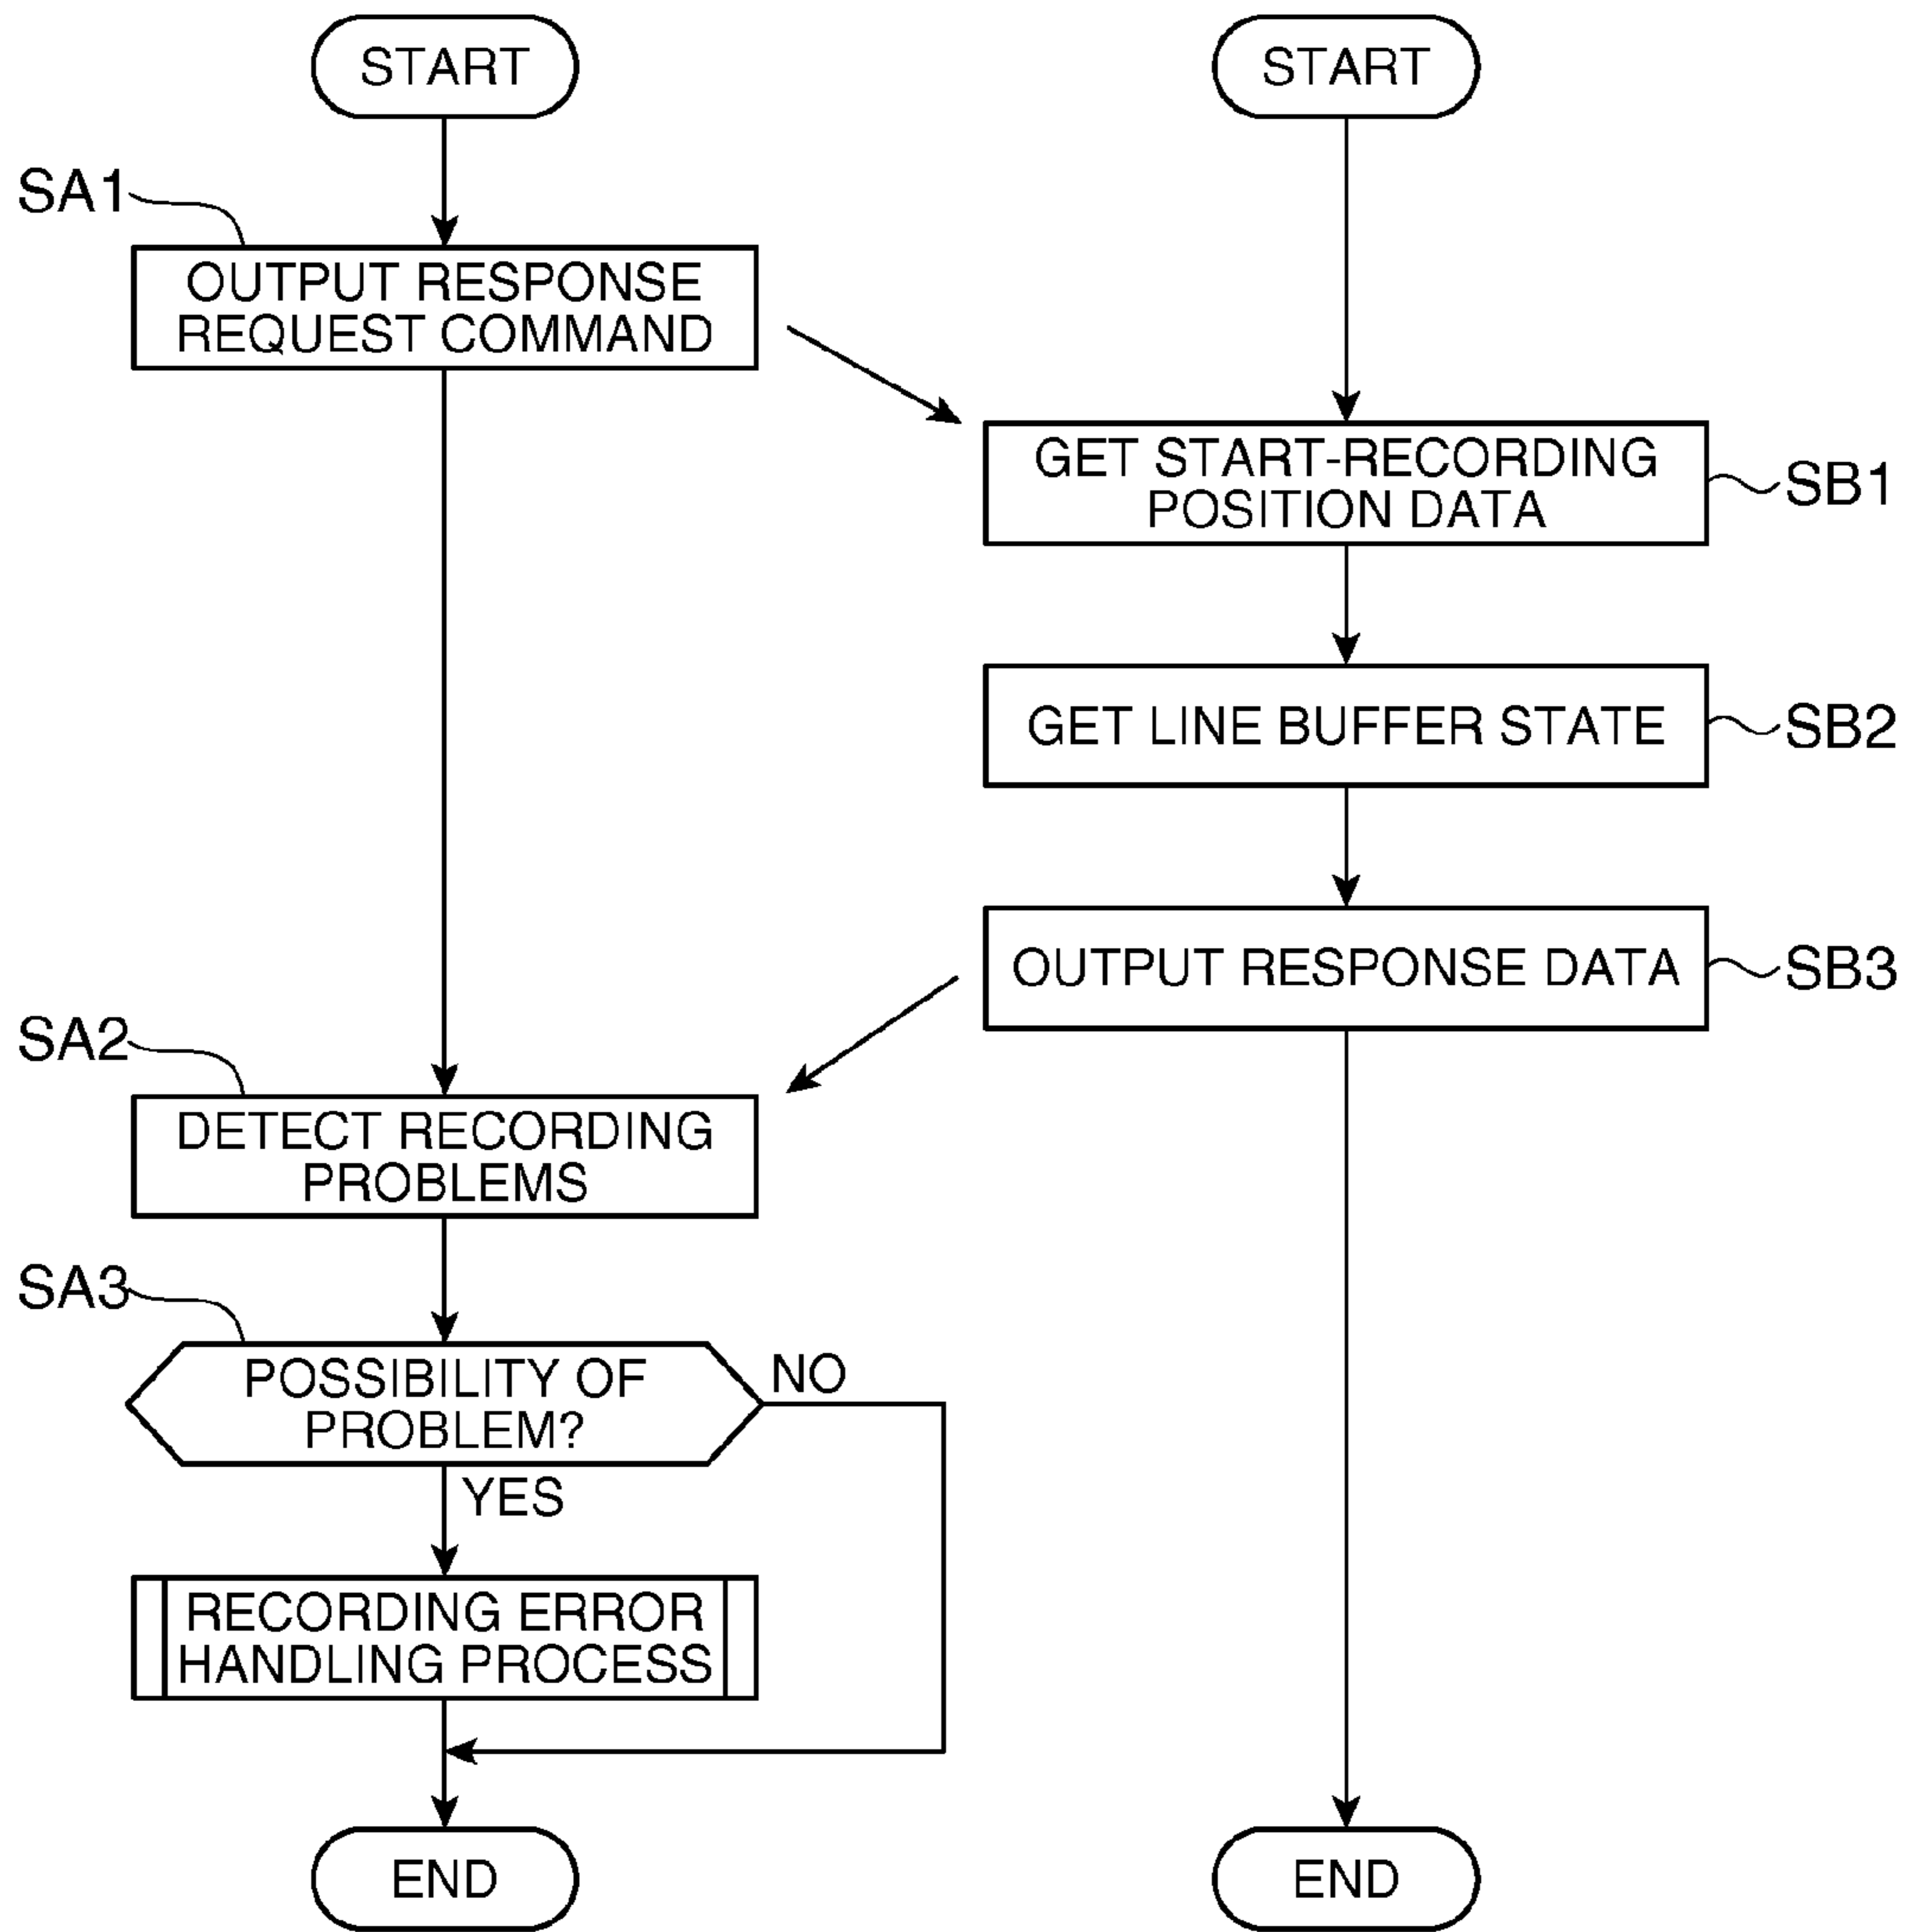 START
START
SA1
OUTPUT RESPONSE
REQUEST COMMAND
GET START-RECORDING
POSITION DATA
SB1
GET LINE BUFFER STATE
SB2
OUTPUT RESPONSE DATA
SB3
SA2
DETECT RECORDING
PROBLEMS
SA3
POSSIBILITY OF
PROBLEM?
NO
YES
RECORDING ERROR
HANDLING PROCESS
END
END